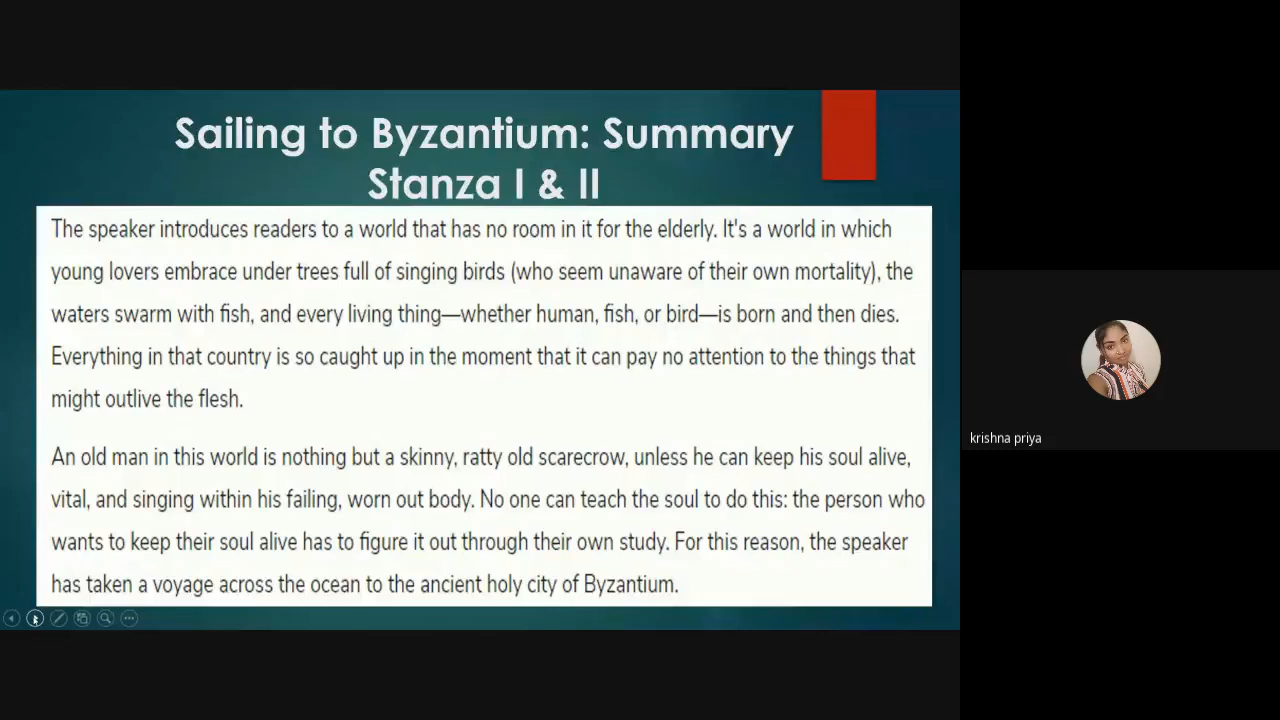 Sailing to Byzantium: Summary
Stanza I & II
The speaker introduces readers to a world that has no room in it for the elderly. It's a world in which
young lovers embrace under trees full of singing birds (who seem unaware of their own mortality), the
waters swarm with fish, and every living thing—whether human, fish, or bird—is born and then dies.
Everything in that country is so caught up in the moment that it can pay no attention to the things that
might outlive the flesh.
An old man in this world is nothing but a skinny, ratty old scarecrow, unless he can keep his soul alive,
vital, and singing within his failing, worn out body. No one can teach the soul to do this: the person who
wants to keep their soul alive has to figure it out through their own study. For this reason, the speaker
has taken a voyage across the ocean to the ancient holy city of Byzantium.
krishna priya